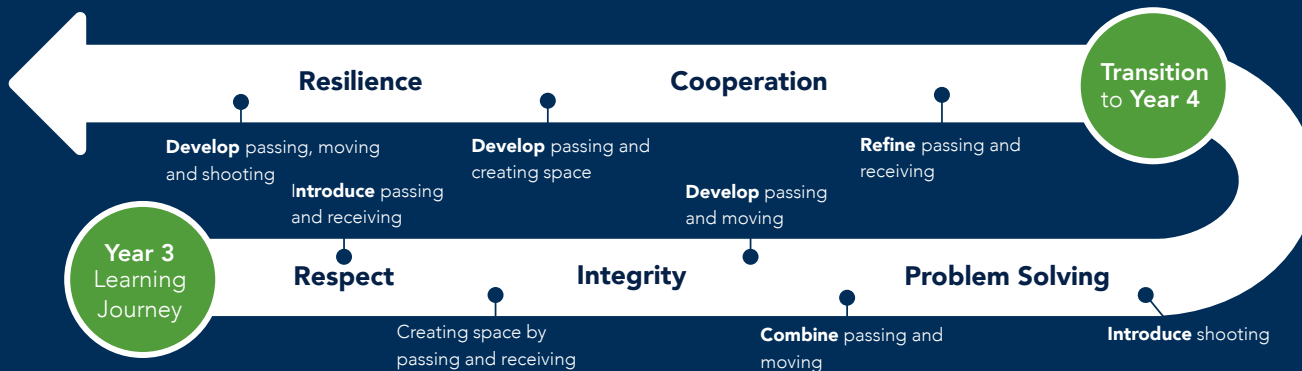 Resilience
Cooperation
Transition
to Year 4
Develop passing, moving
and shooting
Develop passing and
creating space
Refine passing and
receiving
Introduce passing
and receiving
Develop passing
and moving
Year 3
Learning
Journey
Respect
Integrity
Problem Solving
Creating space by
passing and receiving
Combine passing and
moving
Introduce shooting